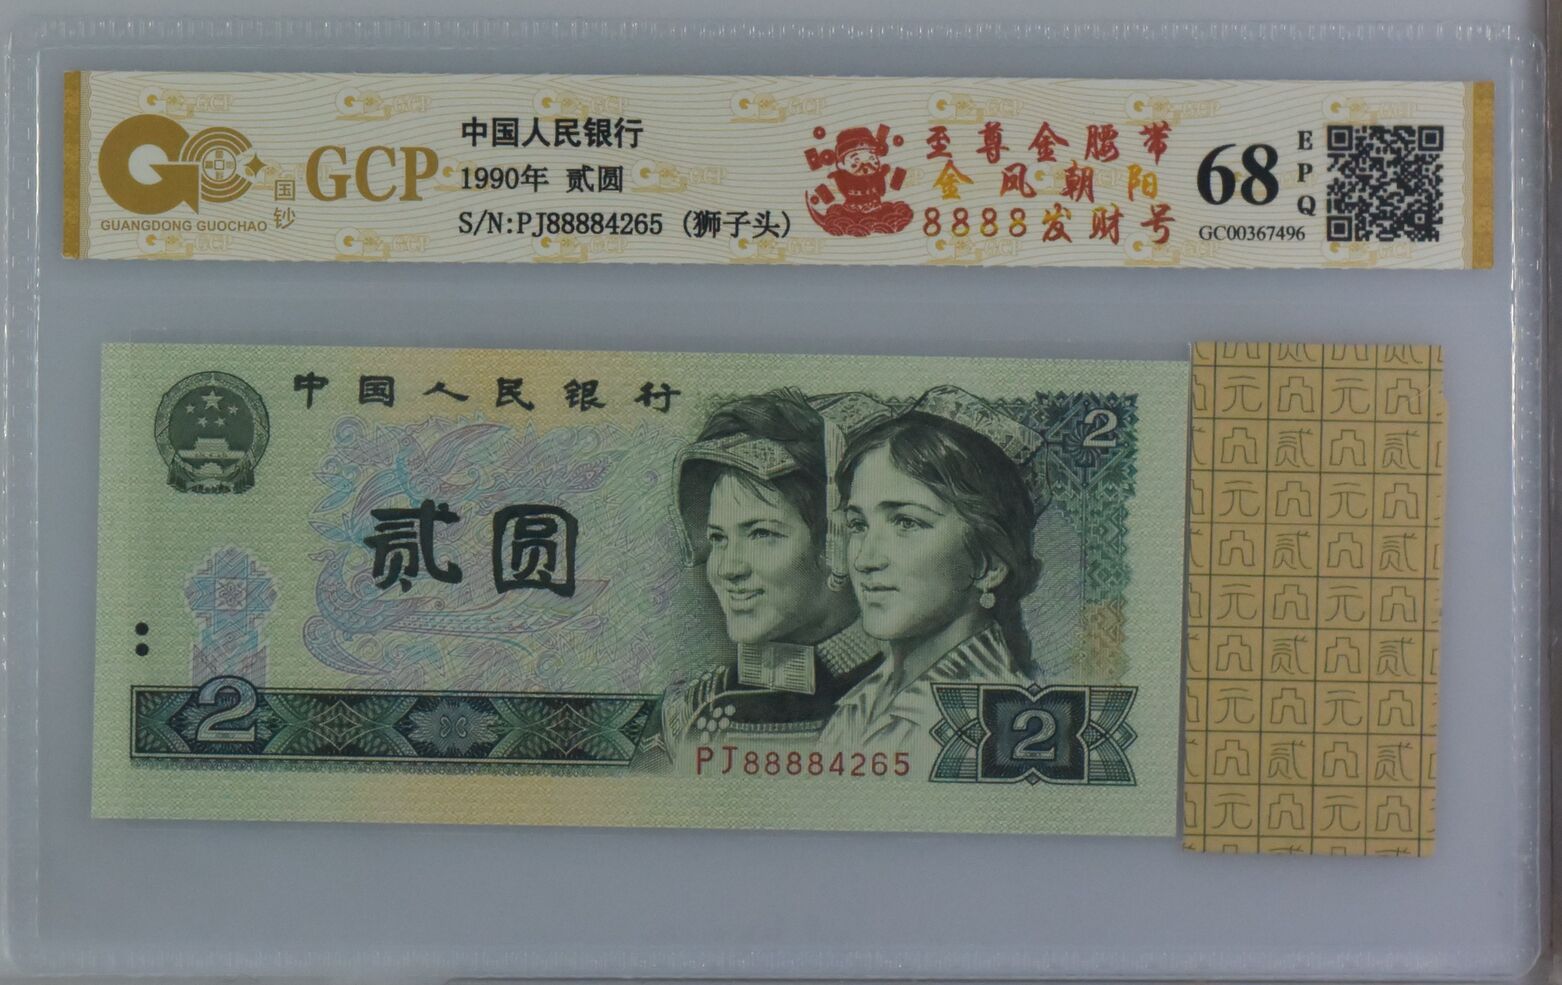 GCP
国钞
GUANGDONG GUOCHAO
中国人民银行
1990年 贰圆
S/N:PJ88884265 (狮子头)
至尊金腰带
金凤朝阳
8888发财号
68
EPQ
GC00367496
中国人民银行
贰圆
2
2
PJ88884265
2